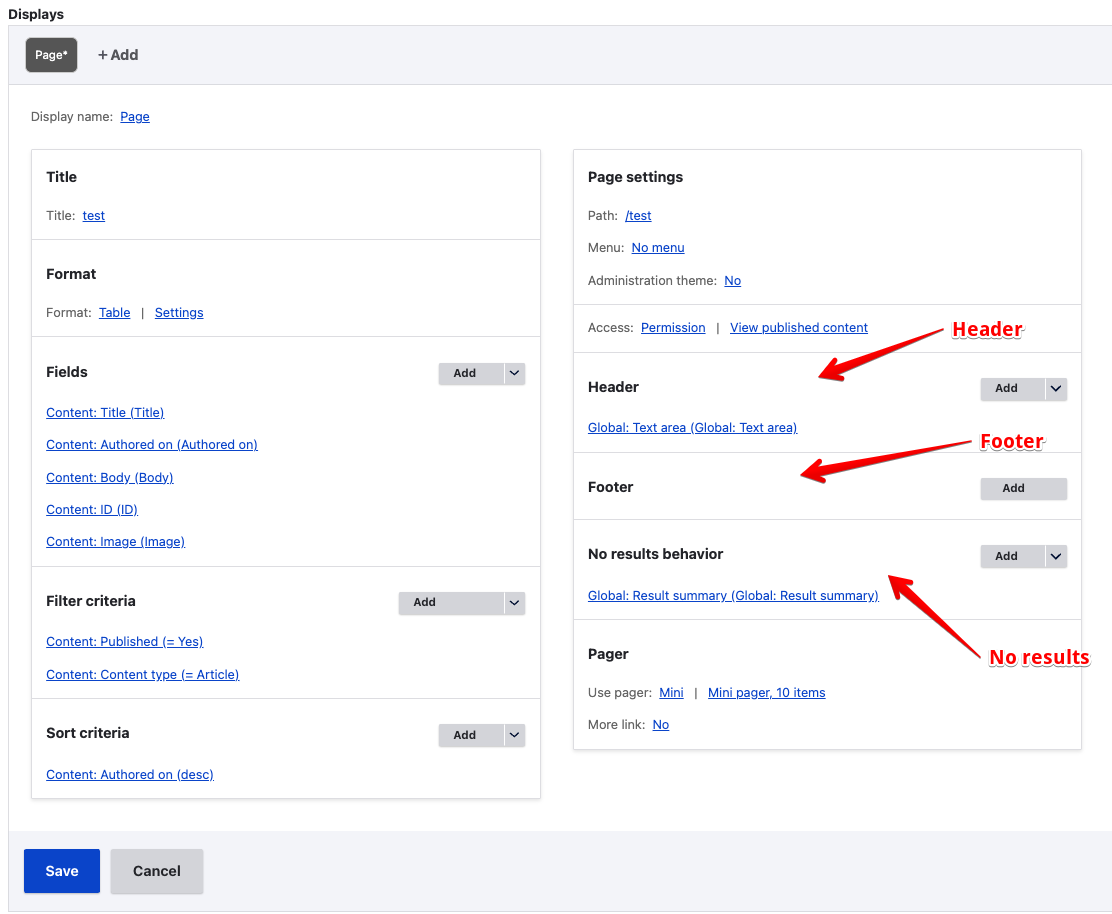 Displays
Page*
+ Add
Display name: Page
Title
Title: test
Format
Format: Table | Settings
Fields
Add
Content: Title (Title)
Content: Authored on (Authored on)
Content: Body (Body)
Content: ID (ID)
Content: Image (Image)
Filter criteria
Add
Content: Published (= Yes)
Content: Content type (= Article)
Sort criteria
Add
Content: Authored on (desc)
Page settings
Path: /test
Menu: No menu
Administration theme: No
Access: Permission | View published content
Header
Header
Add
Global: Text area (Global: Text area)
Footer
Footer
Add
No results behavior
Add
Global: Result summary (Global: Result summary)
No results
Pager
Use pager: Mini | Mini pager, 10 items
More link: No
Save
Cancel